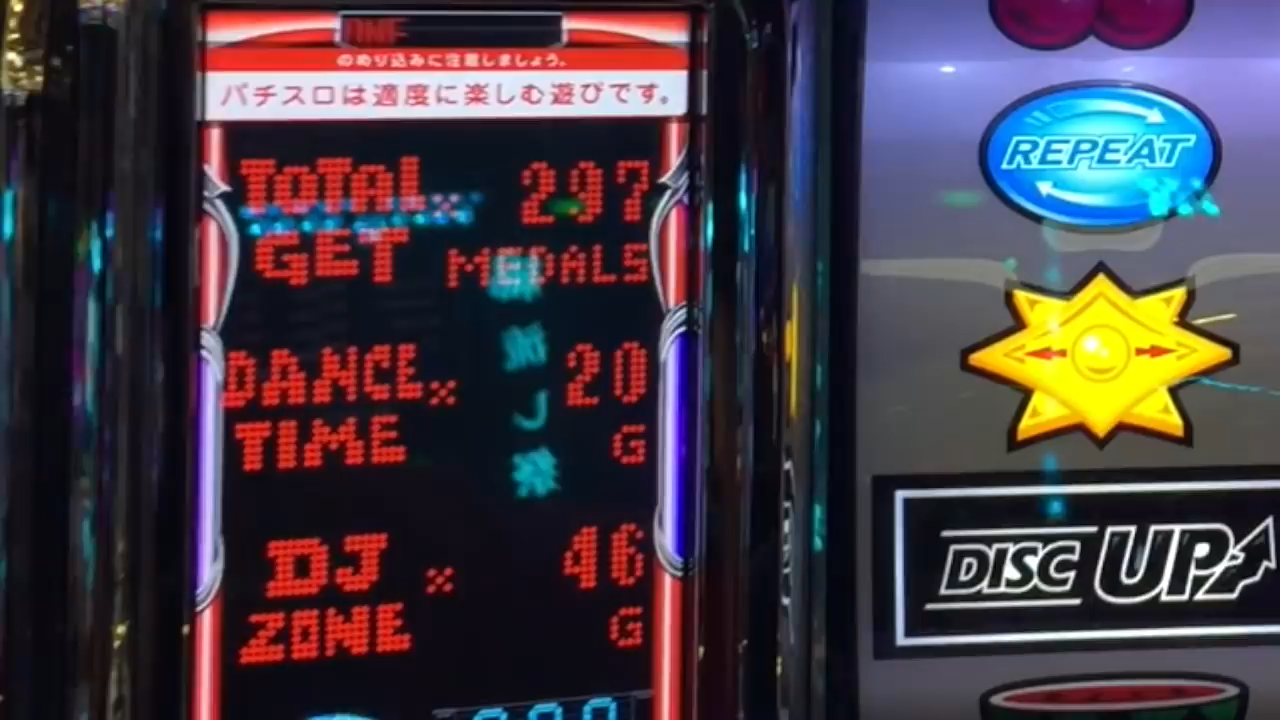 のめり込みに注意しましょう。
パチスロは適度に楽しむ遊びです。
TOTAL × 297
GET MEDALS
DANCE × 20
TIME G
DJ × 46
ZONE G
REPEAT
DISC UP